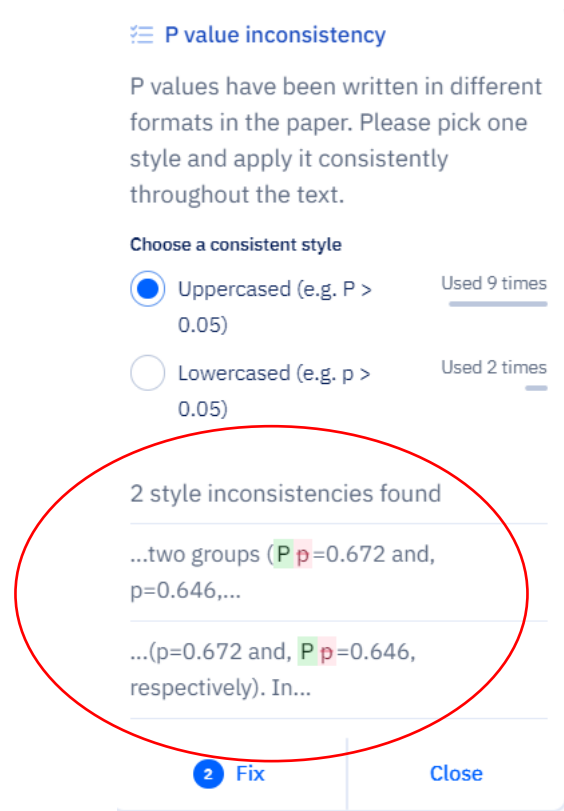 P value inconsistency
P values have been written in different
formats in the paper. Please pick one
style and apply it consistently
throughout the text.
Choose a consistent style
Uppercased (e.g. P > Used 9 times
0.05)
Lowercased (e.g. p > Used 2 times
0.05)
2 style inconsistencies found
...two groups (P p=0.672 and,
p=0.646,...
...(p=0.672 and, P p=0.646,
respectively). In...
2 Fix Close